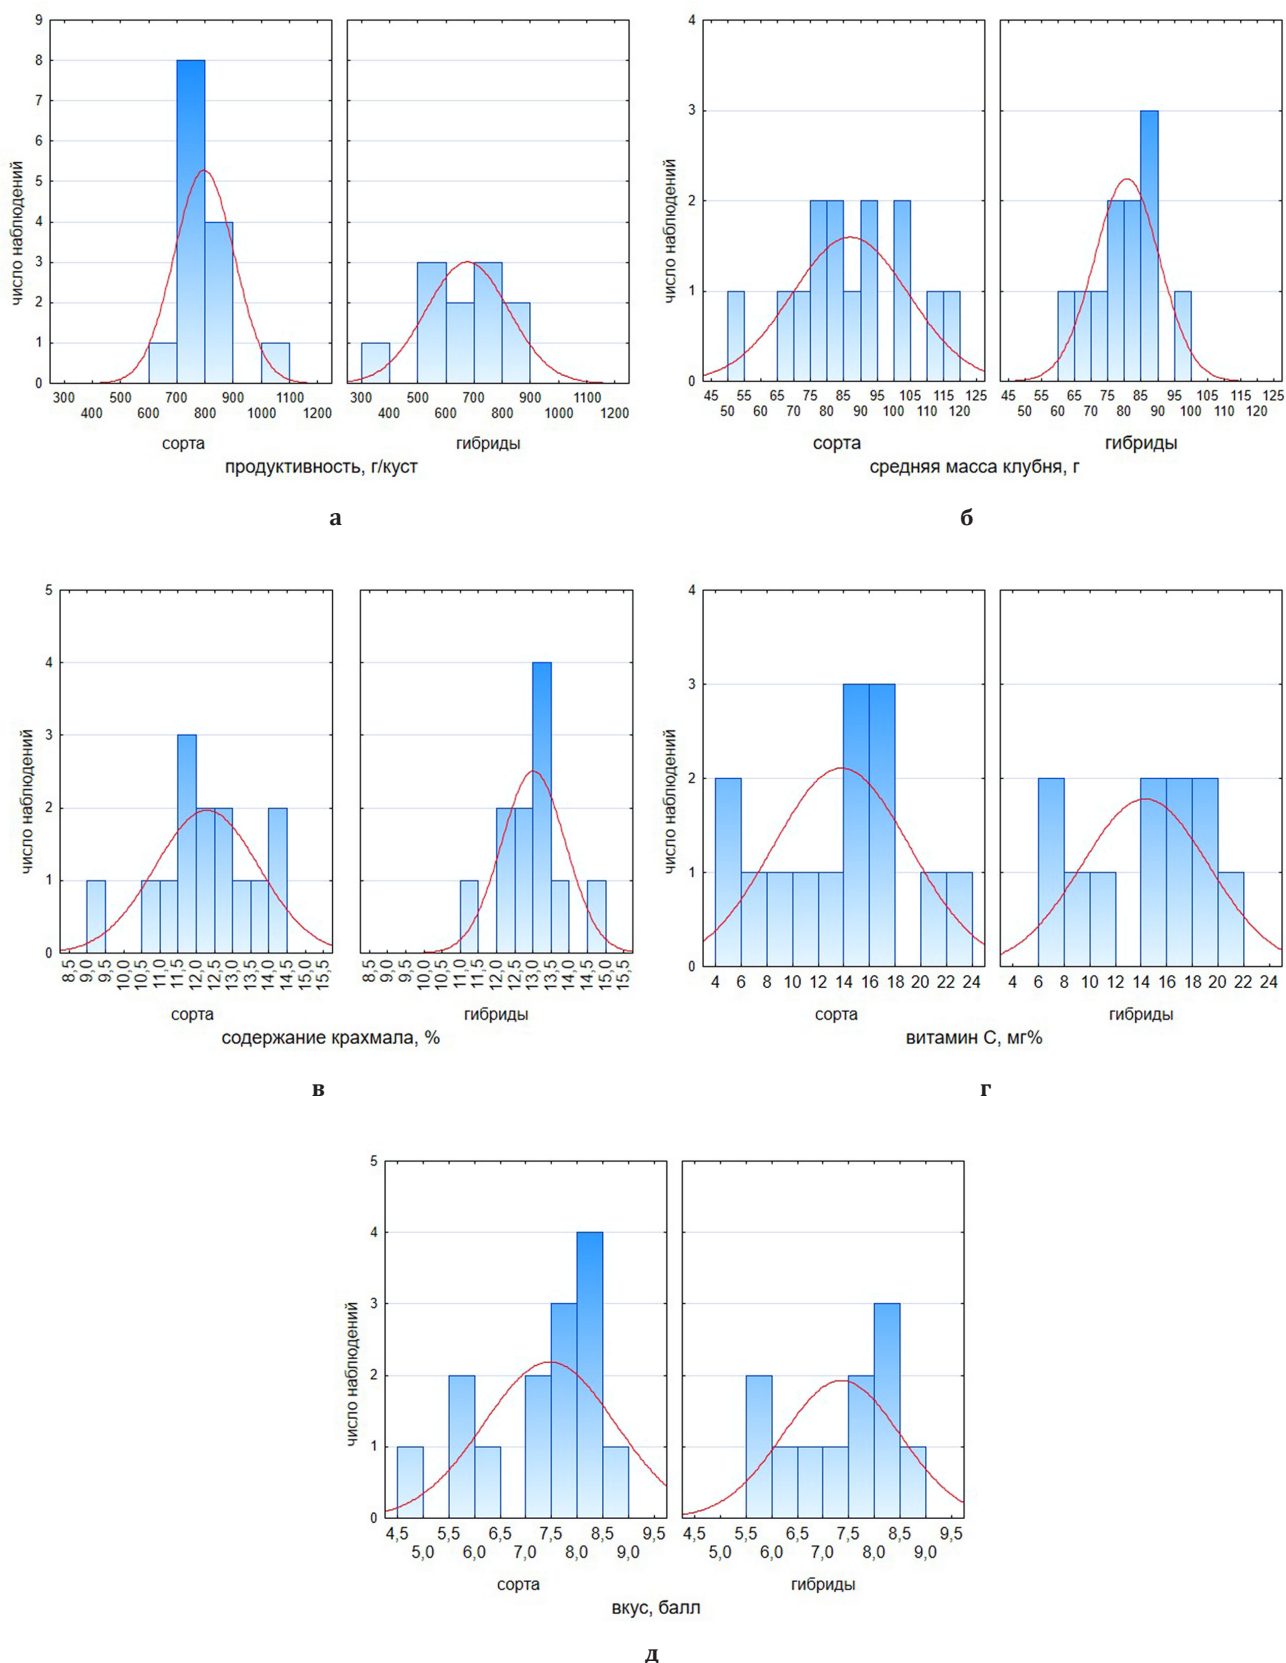 9
8
7
6
5
4
3
2
1
0
число наблюдений
300 500 700 900 1100 300 500 700 900 1100
400 600 800 1000 1200 400 600 800 1000 1200
сорта гибриды
продуктивность, г/куст
а
4
3
2
1
0
число наблюдений
45 55 65 75 85 95 105 115 125 45 55 65 75 85 95 105 115 125
50 60 70 80 90 100 110 120 50 60 70 80 90 100 110 120
сорта гибриды
средняя масса клубня, г
б
5
4
3
2
1
0
число наблюдений
8,5 9,0 9,5 10,0 10,5 11,0 11,5 12,0 12,5 13,0 13,5 14,0 14,5 15,0 15,5 8,5 9,0 9,5 10,0 10,5 11,0 11,5 12,0 12,5 13,0 13,5 14,0 14,5 15,0 15,5
сорта гибриды
содержание крахмала, %
в
4
3
2
1
0
число наблюдений
4 6 8 10 12 14 16 18 20 22 24 4 6 8 10 12 14 16 18 20 22 24
сорта гибриды
витамин С, мг%
г
5
4
3
2
1
0
число наблюдений
4,5 5,5 6,5 7,5 8,5 9,5 4,5 5,5 6,5 7,5 8,5 9,5
5,0 6,0 7,0 8,0 9,0 5,0 6,0 7,0 8,0 9,0
сорта гибриды
вкус, балл
д